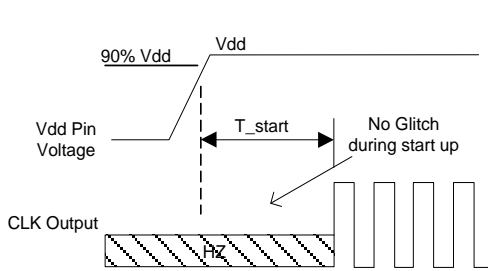 Vdd
90% Vdd
Vdd Pin
Voltage
T_start
No Glitch
during start up
CLK Output
HZ